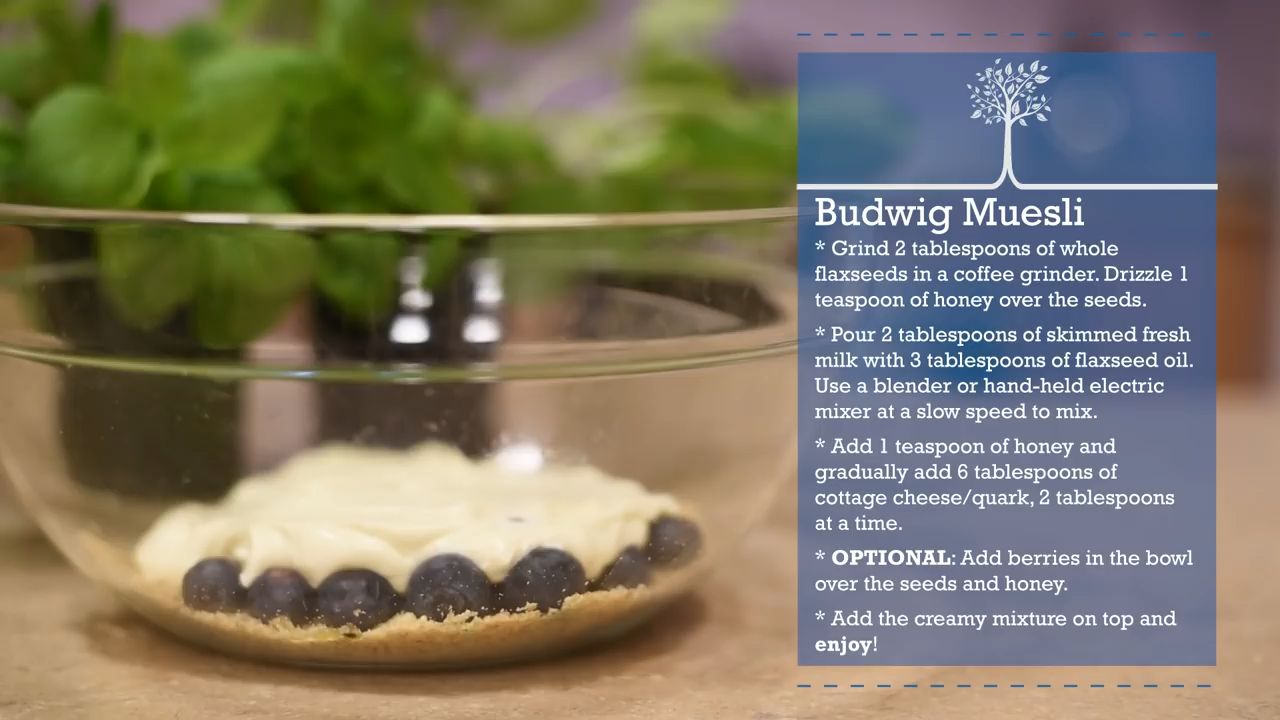 Budwig Muesli
* Grind 2 tablespoons of whole
flaxseeds in a coffee grinder. Drizzle 1
teaspoon of honey over the seeds.
* Pour 2 tablespoons of skimmed fresh
milk with 3 tablespoons of flaxseed oil.
Use a blender or hand-held electric
mixer at a slow speed to mix.
* Add 1 teaspoon of honey and
gradually add 6 tablespoons of
cottage cheese/quark, 2 tablespoons
at a time.
* OPTIONAL: Add berries in the bowl
over the seeds and honey.
* Add the creamy mixture on top and
enjoy!